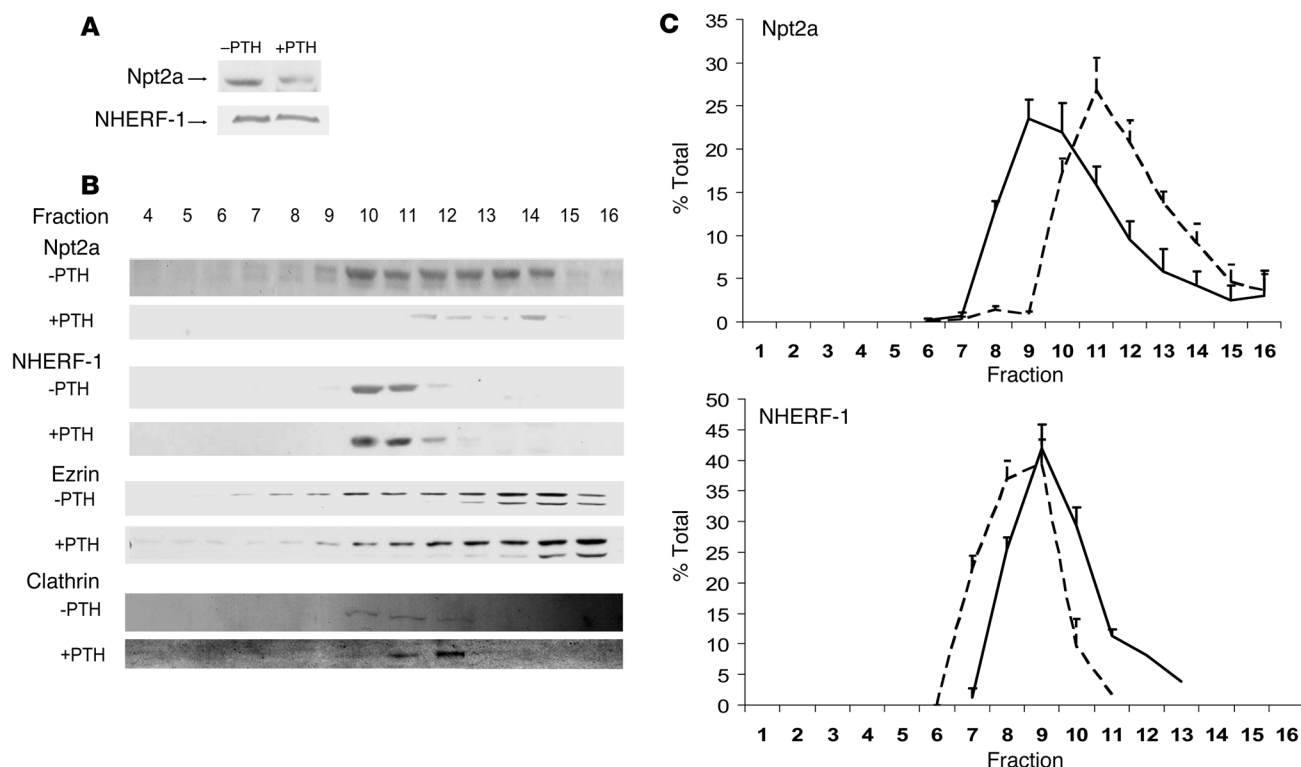 A
–PTH +PTH
Npt2a
NHERF-1
B
Fraction 4 5 6 7 8 9 10 11 12 13 14 15 16
Npt2a
-PTH
+PTH
NHERF-1
-PTH
+PTH
Ezrin
-PTH
+PTH
Clathrin
-PTH
+PTH
C
Npt2a
% Total
35
30
25
20
15
10
5
0
1 2 3 4 5 6 7 8 9 10 11 12 13 14 15 16
Fraction
NHERF-1
% Total
50
45
40
35
30
25
20
15
10
5
0
1 2 3 4 5 6 7 8 9 10 11 12 13 14 15 16
Fraction